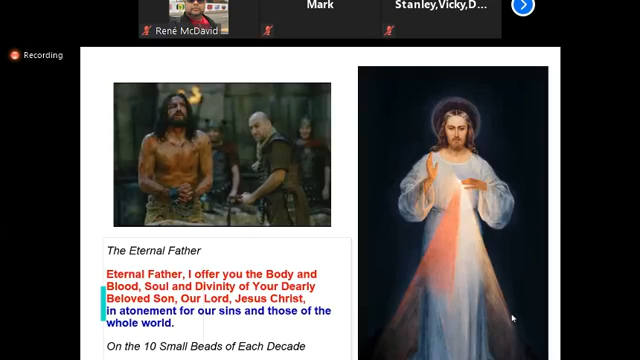 René McDavid
Mark
Stanley,Vicky,D...
Recording
The Eternal Father
Eternal Father, I offer you the Body and
Blood, Soul and Divinity of Your Dearly
Beloved Son, Our Lord, Jesus Christ,
in atonement for our sins and those of the
whole world.
On the 10 Small Beads of Each Decade